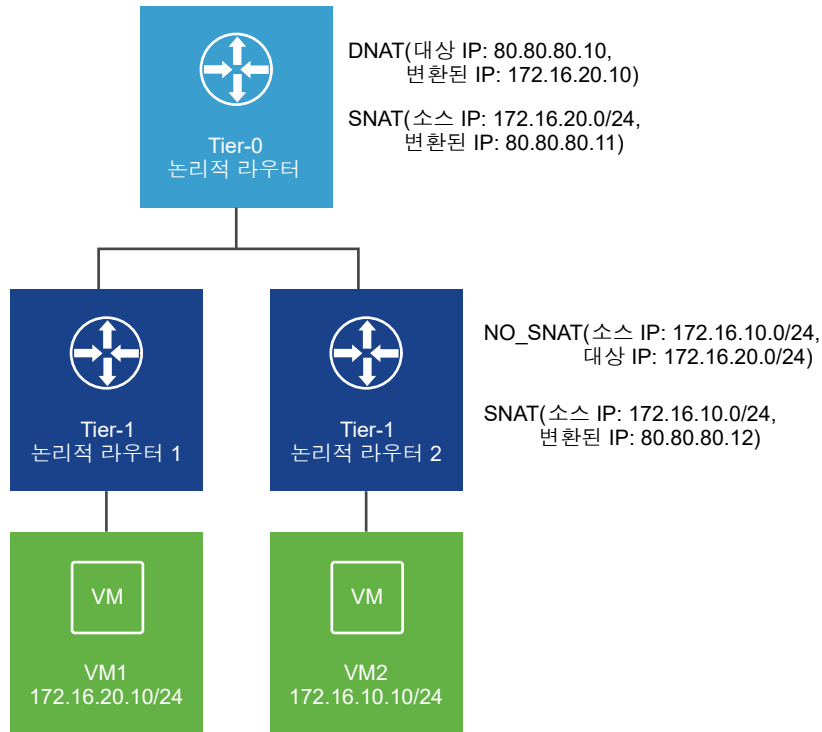 DNAT(대상 IP: 80.80.80.10,
변환된 IP: 172.16.20.10)
SNAT(소스 IP: 172.16.20.0/24,
변환된 IP: 80.80.80.11)
Tier-0
논리적 라우터
NO_SNAT(소스 IP: 172.16.10.0/24,
대상 IP: 172.16.20.0/24)
SNAT(소스 IP: 172.16.10.0/24,
변환된 IP: 80.80.80.12)
Tier-1
논리적 라우터 1
Tier-1
논리적 라우터 2
VM
VM1
172.16.20.10/24
VM
VM2
172.16.10.10/24